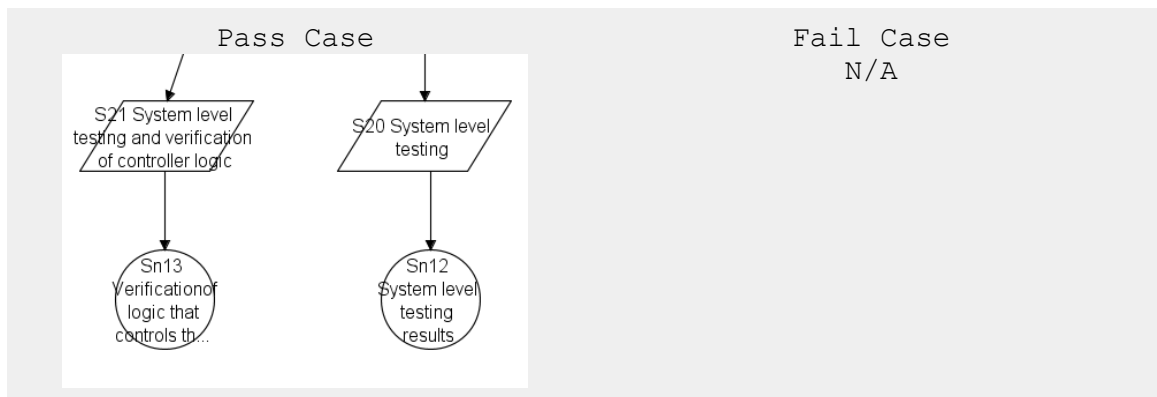 Pass Case
Fail Case
N/A
S21 System level
testing and verification
of controller logic
S20 System level
testing
Sn13
Verificationof
logic that
controls th...
Sn12
System level
testing
results